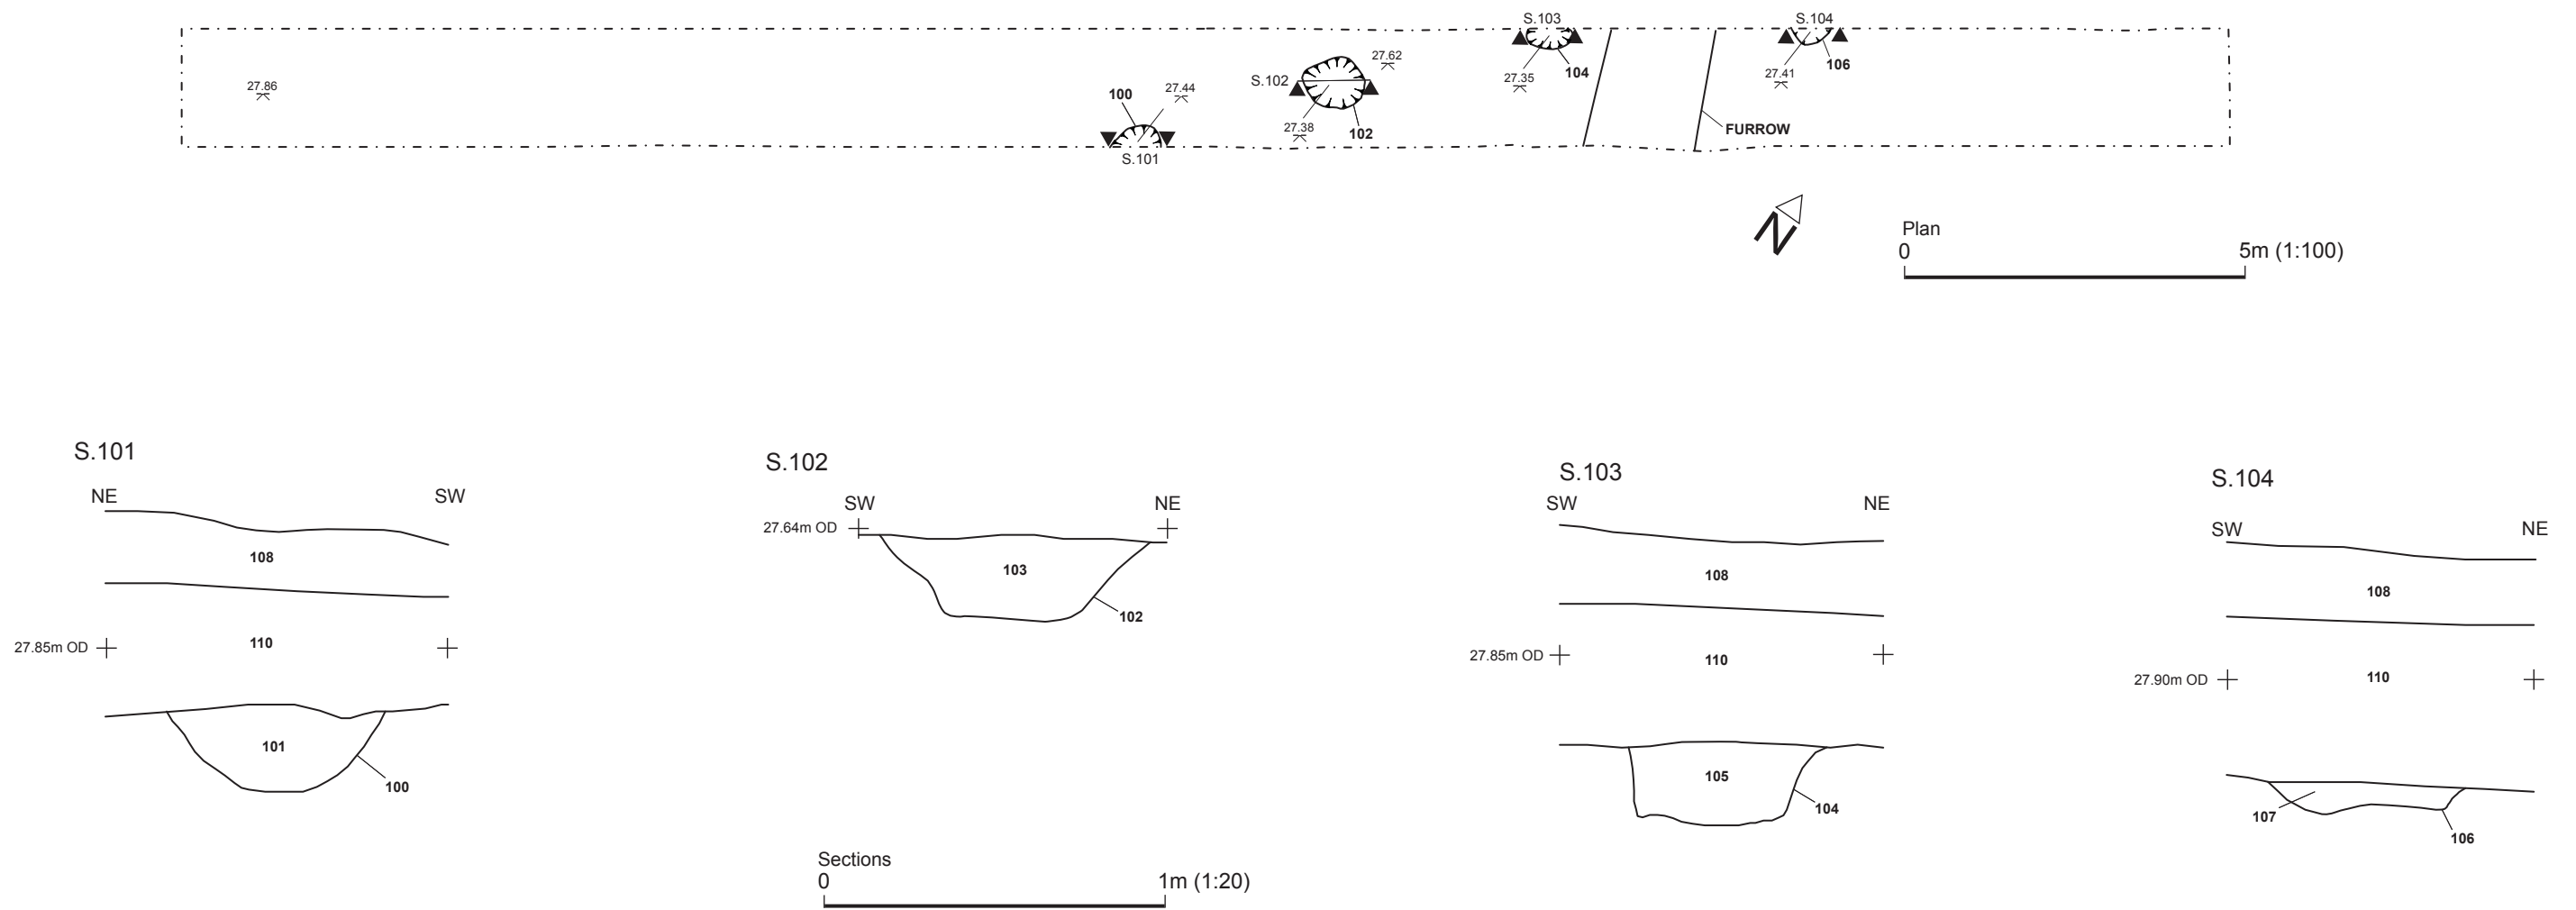 S.103
S.104
27.86
27.62
S.102
27.35
104
27.41
106
100
27.44
27.38
102
FURROW
S.101
N
Plan
0 5m (1:100)
S.101
NE SW
108
27.85m OD
110
101
100
S.102
SW NE
27.64m OD
103
102
S.103
SW NE
108
27.85m OD
110
105
104
S.104
SW NE
108
27.90m OD
110
107
106
Sections
0 1m (1:20)